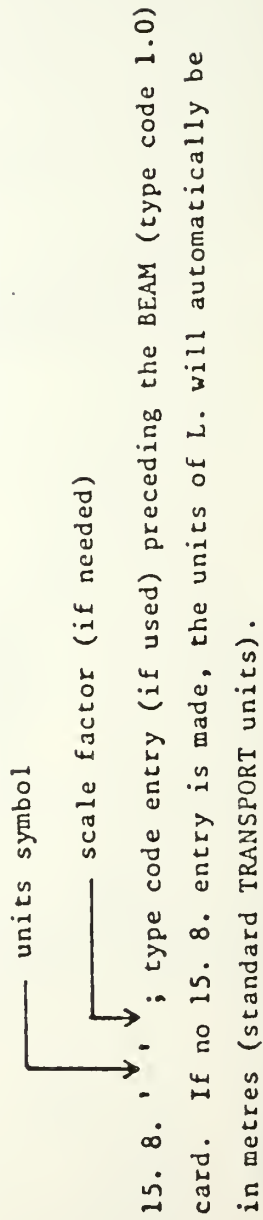 units symbol
scale factor (if needed)
15. 8. ' ' ; type code entry (if used) preceding the BEAM (type code 1.0)
card. If no 15. 8. entry is made, the units of L. will automatically be
in metres (standard TRANSPORT units).